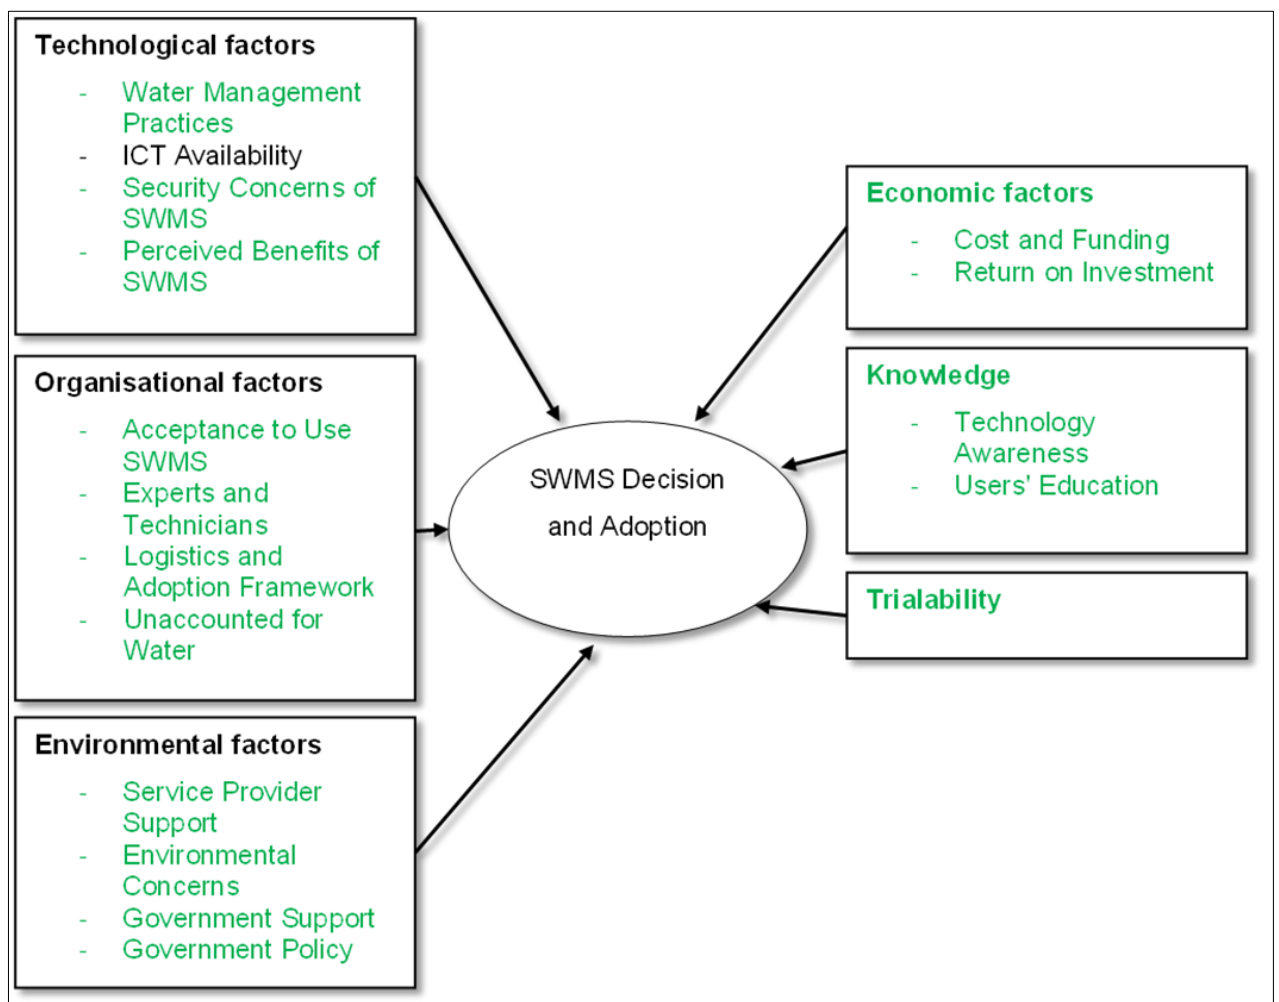 Technological factors
- Water Management
Practices
- ICT Availability
- Security Concerns of
SWMS
- Perceived Benefits of
SWMS
Organisational factors
- Acceptance to Use
SWMS
- Experts and
Technicians
- Logistics and
Adoption Framework
- Unaccounted for
Water
Environmental factors
- Service Provider
Support
- Environmental
Concerns
- Government Support
- Government Policy
SWMS Decision
and Adoption
Economic factors
- Cost and Funding
- Return on Investment
Knowledge
- Technology
Awareness
- Users' Education
Trialability